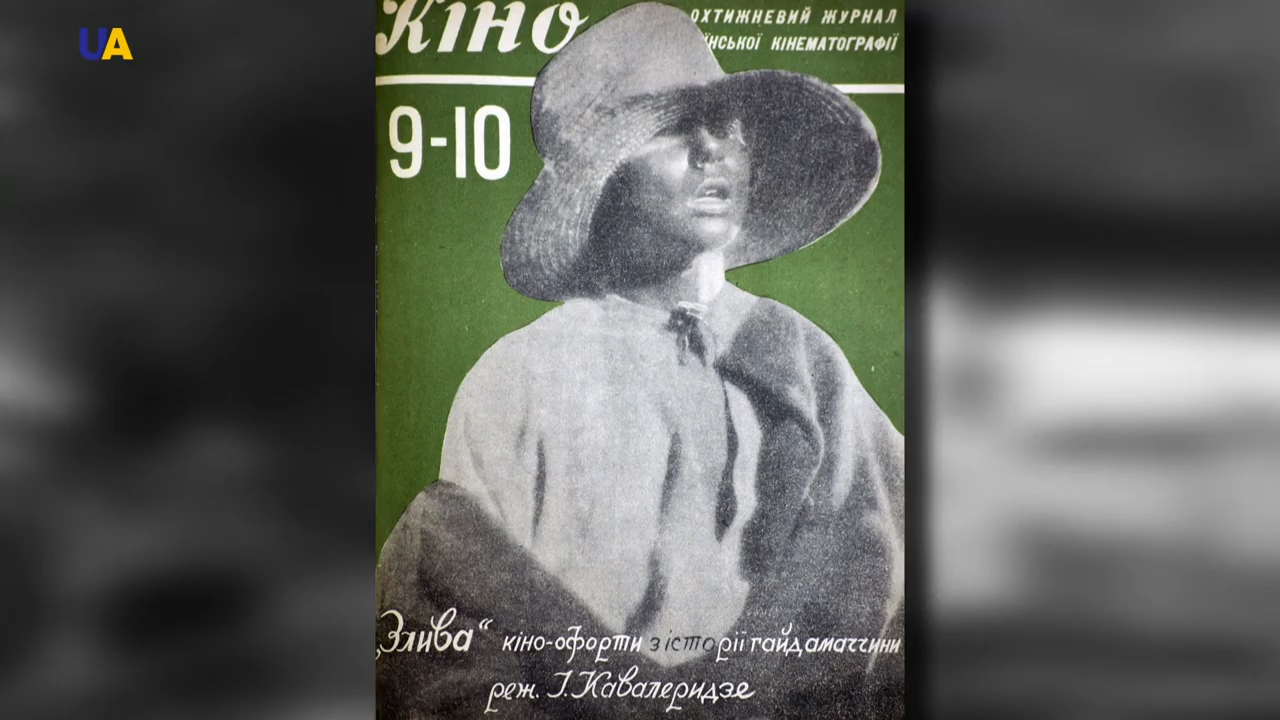 UA
Кіно
ОХТИЖНЕВИЙ ЖУРНАЛ
ЇНСЬКОЇ КІНЕМАТОГРАФІЇ
9-10
„Злива“ кіно-офорти з історії гайдамаччини
реж. І. Кавалерідзе